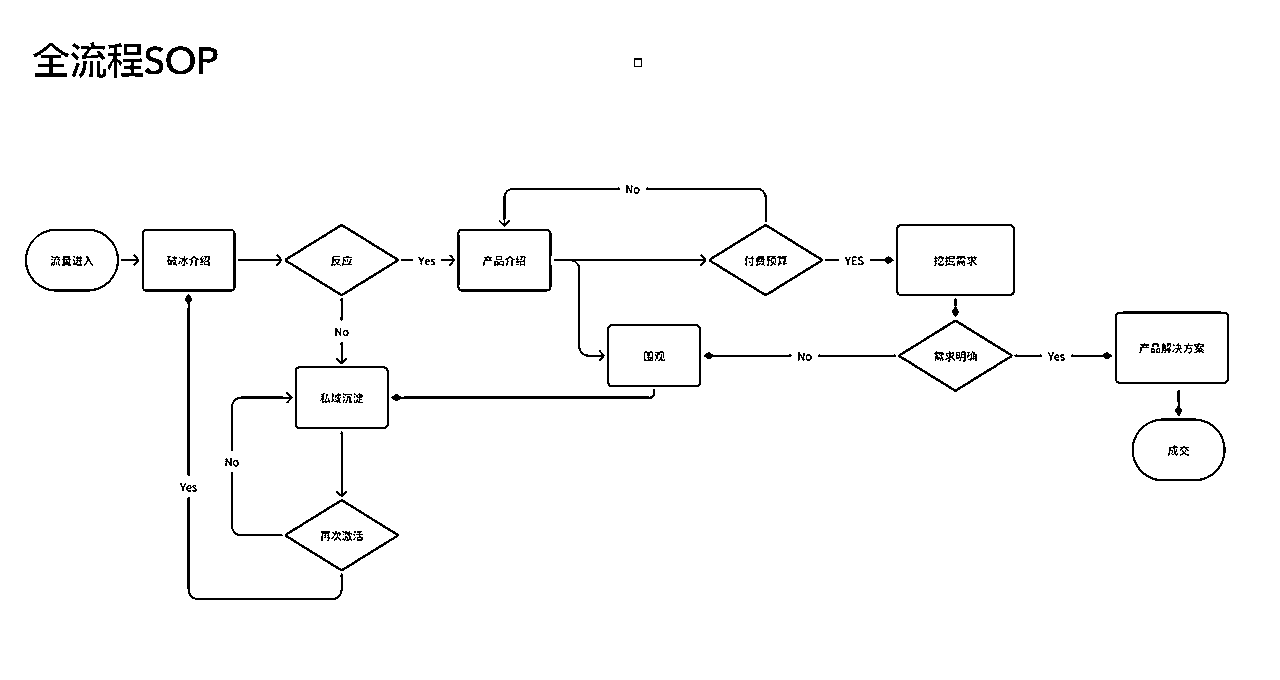 全流程SOP
No
流量进入
破冰介绍
反应
Yes
产品介绍
付费预算
YES
挖掘需求
No
围观
No
需求明确
Yes
产品解决方案
私域沉淀
No
成交
Yes
再次激活